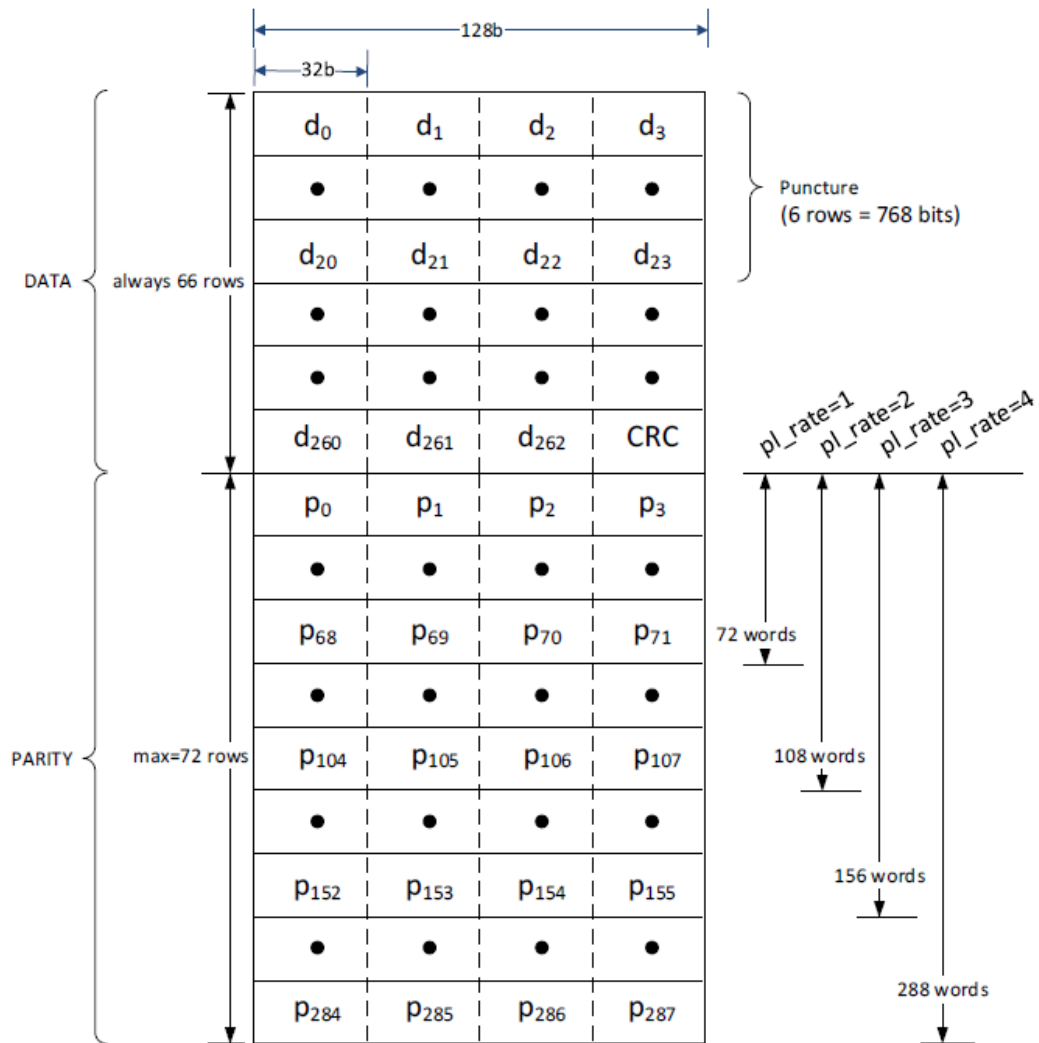 128b
32b
d₀ d₁ d₂ d₃
Puncture
(6 rows = 768 bits)
d₂₀ d₂₁ d₂₂ d₂₃
DATA always 66 rows
d₂₆₀ d₂₆₁ d₂₆₂ CRC
pl_rate=1 pl_rate=2 pl_rate=3 pl_rate=4
p₀ p₁ p₂ p₃
p₆₈ p₆₉ p₇₀ p₇₁ 72 words
PARITY max=72 rows p₁₀₄ p₁₀₅ p₁₀₆ p₁₀₇ 108 words
p₁₅₂ p₁₅₃ p₁₅₄ p₁₅₅ 156 words
288 words
p₂₈₄ p₂₈₅ p₂₈₆ p₂₈₇